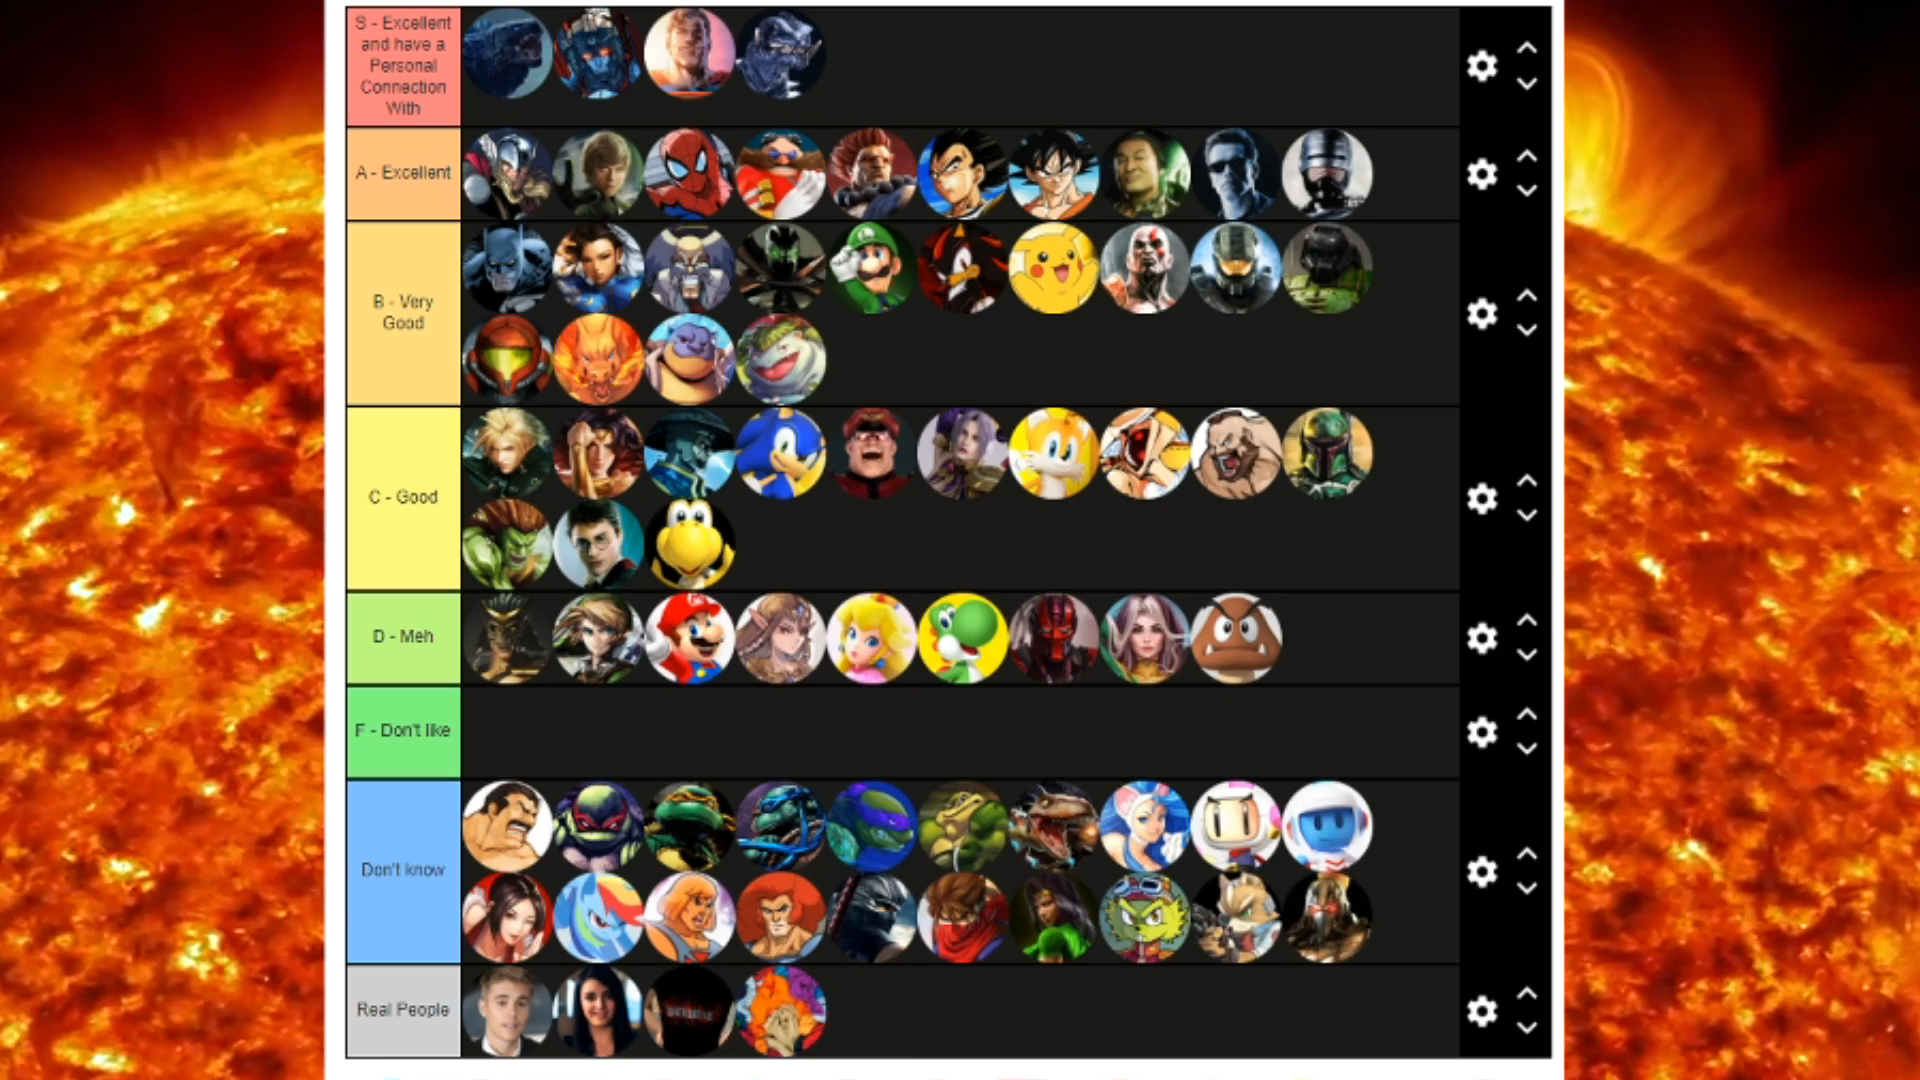 S - Excellent
and have a
Personal
Connection
With
A - Excellent
B - Very
Good
C - Good
D - Meh
F - Don't like
Don't know
Real People